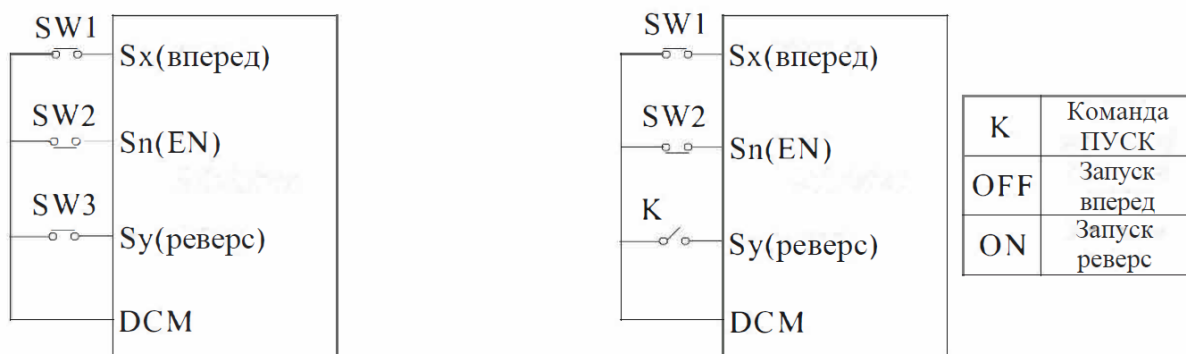 SW1
Sx(вперед)
SW2
Sn(EN)
SW3
Sy(реверс)
DCM
SW1
Sx(вперед)
SW2
Sn(EN)
K
Sy(реверс)
DCM
K
Команда
ПУСК
OFF
Запуск
вперед
ON
Запуск
реверс